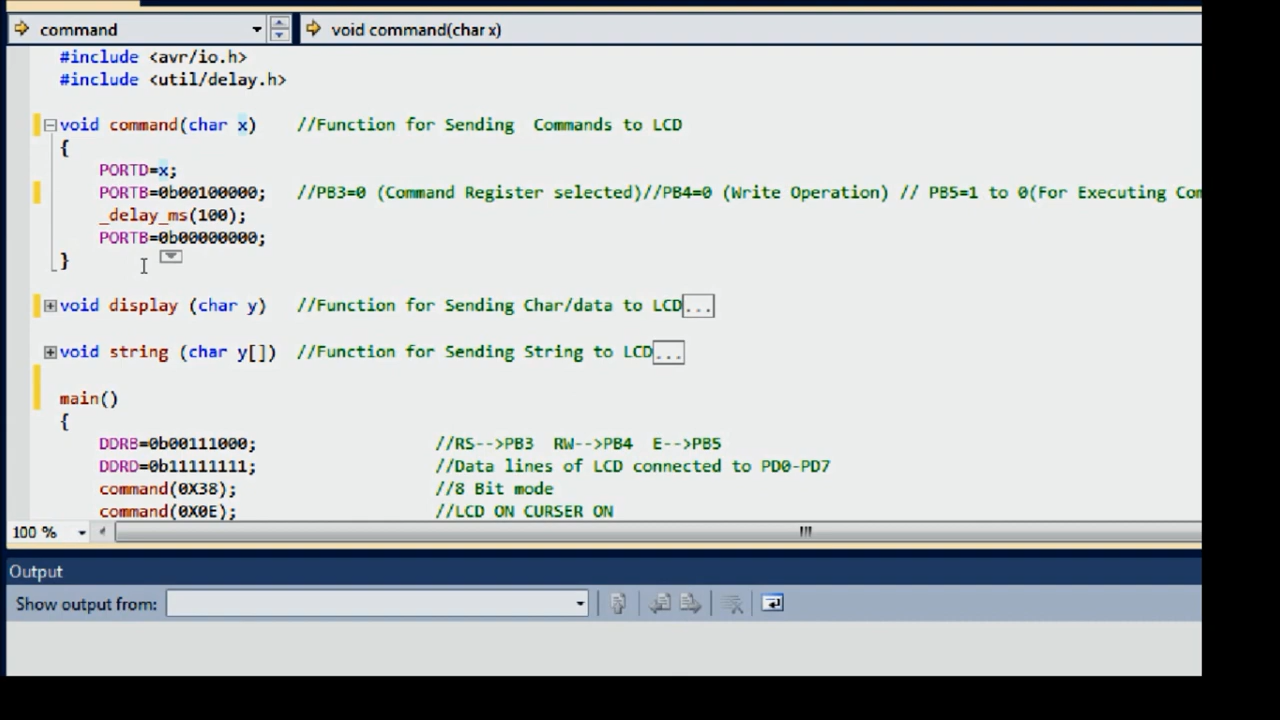 command void command(char x)
#include <avr/io.h>
#include <util/delay.h>
void command(char x) //Function for Sending Commands to LCD
{
PORTD=x;
PORTB=0b00100000; //PB3=0 (Command Register selected)//PB4=0 (Write Operation) // PB5=1 to 0(For Executing Com
_delay_ms(100);
PORTB=0b00000000;
}
void display (char y) //Function for Sending Char/data to LCD...
void string (char y[]) //Function for Sending String to LCD...
main()
{
DDRB=0b00111000; //RS-->PB3 RW-->PB4 E-->PB5
DDRD=0b11111111; //Data lines of LCD connected to PD0-PD7
command(0X38); //8 Bit mode
command(0X0E); //LCD ON CURSER ON
100 %
Output
Show output from: